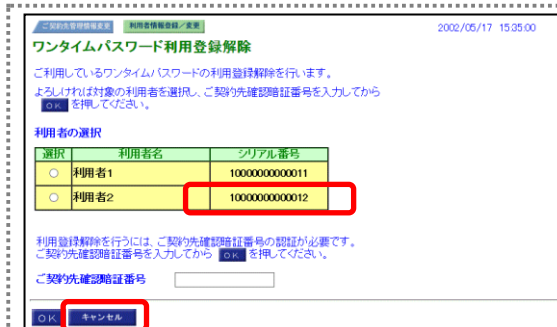 ご契約先管理情報変更 利用者情報登録／変更 2002/05/17 15:35:00
ワンタイムパスワード利用登録解除
ご利用しているワンタイムパスワードの利用登録解除を行います。
よろしければ対象の利用者を選択し、ご契約先確認暗証番号を入力してから
OK を押してください。
利用者の選択
選択 利用者名 シリアル番号
利用者1 10000000000011
利用者2 10000000000012
利用登録解除を行うには、ご契約先確認暗証番号の認証が必要です。
ご契約先確認暗証番号を入力してから OK を押してください。
ご契約先確認暗証番号
OK キャンセル